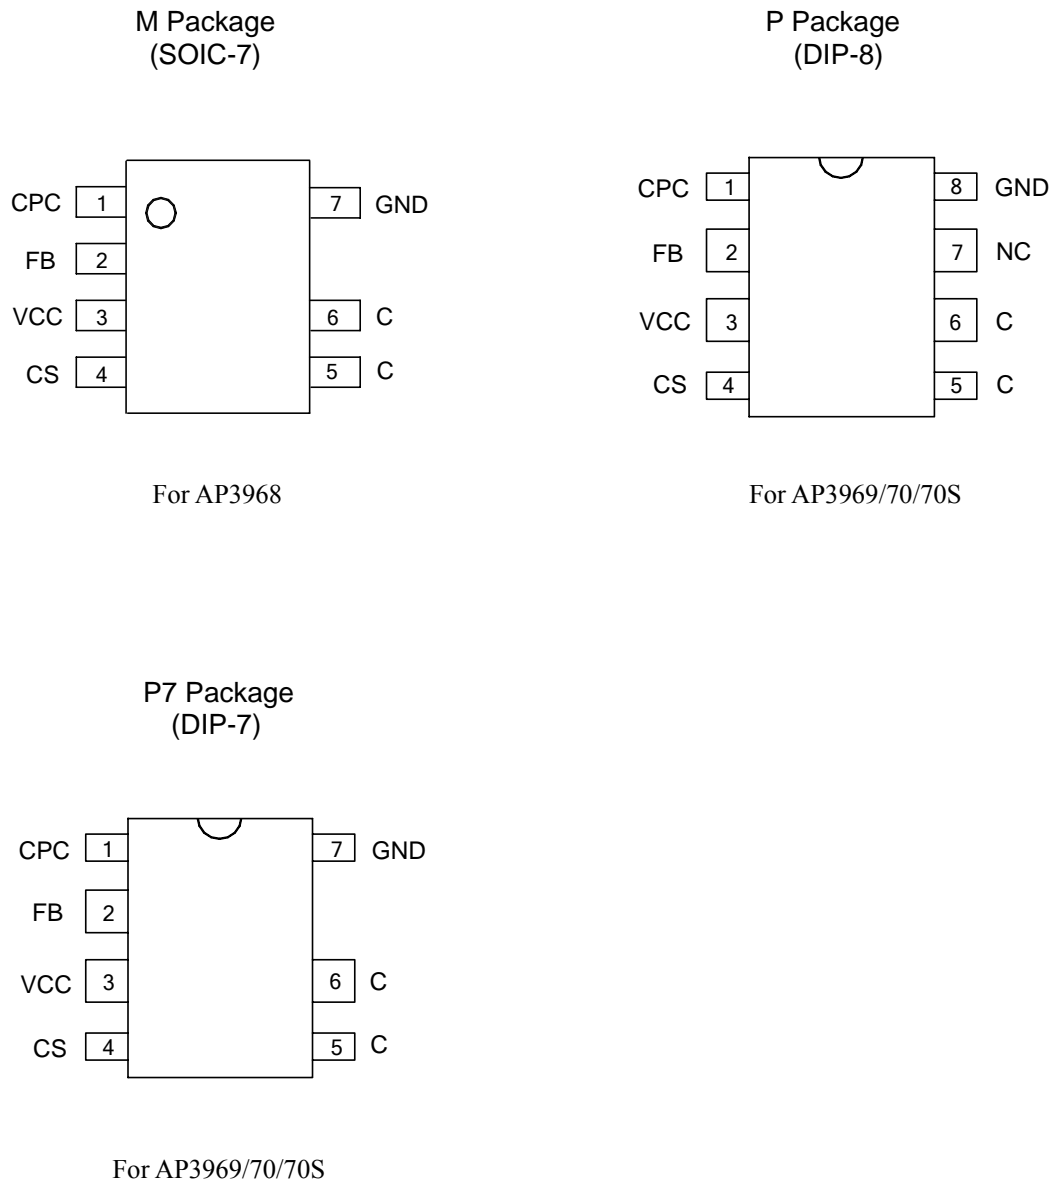 M Package
(SOIC-7)
CPC 1
7 GND
FB 2
VCC 3
6 C
CS 4
5 C
For AP3968
P Package
(DIP-8)
CPC 1
8 GND
FB 2
7 NC
VCC 3
6 C
CS 4
5 C
For AP3969/70/70S
P7 Package
(DIP-7)
CPC 1
7 GND
FB 2
VCC 3
6 C
CS 4
5 C
For AP3969/70/70S